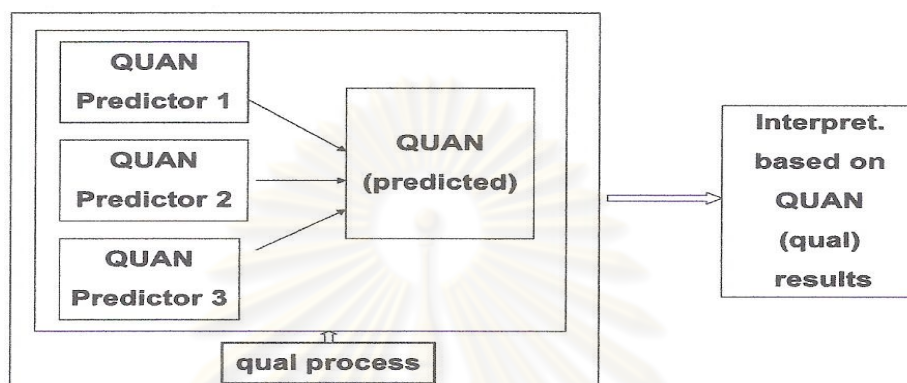 QUAN
Predictor 1
QUAN
Predictor 2
QUAN
Predictor 3
QUAN
(predicted)
qual process
Interpret.
based on
QUAN
(qual)
results